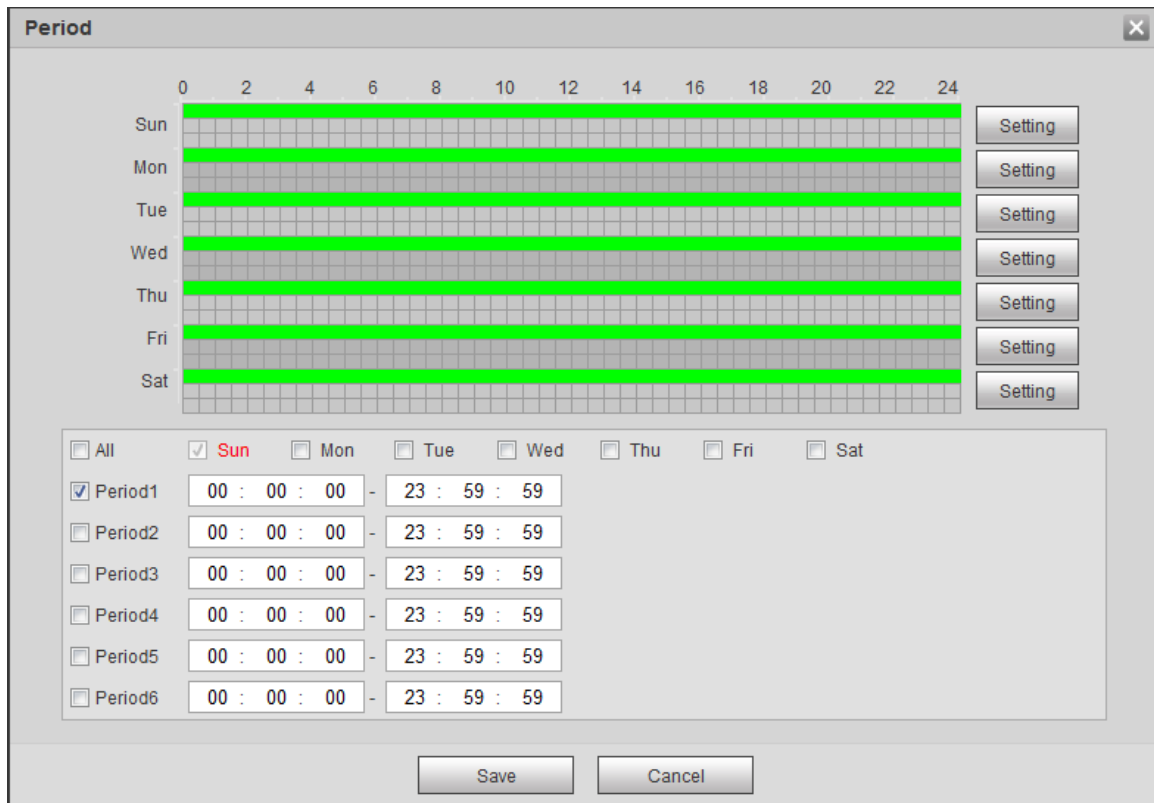 Period
0 2 4 6 8 10 12 14 16 18 20 22 24
Sun Setting
Mon Setting
Tue Setting
Wed Setting
Thu Setting
Fri Setting
Sat Setting
All Sun Mon Tue Wed Thu Fri Sat
Period1 00 : 00 : 00 - 23 : 59 : 59
Period2 00 : 00 : 00 - 23 : 59 : 59
Period3 00 : 00 : 00 - 23 : 59 : 59
Period4 00 : 00 : 00 - 23 : 59 : 59
Period5 00 : 00 : 00 - 23 : 59 : 59
Period6 00 : 00 : 00 - 23 : 59 : 59
Save Cancel